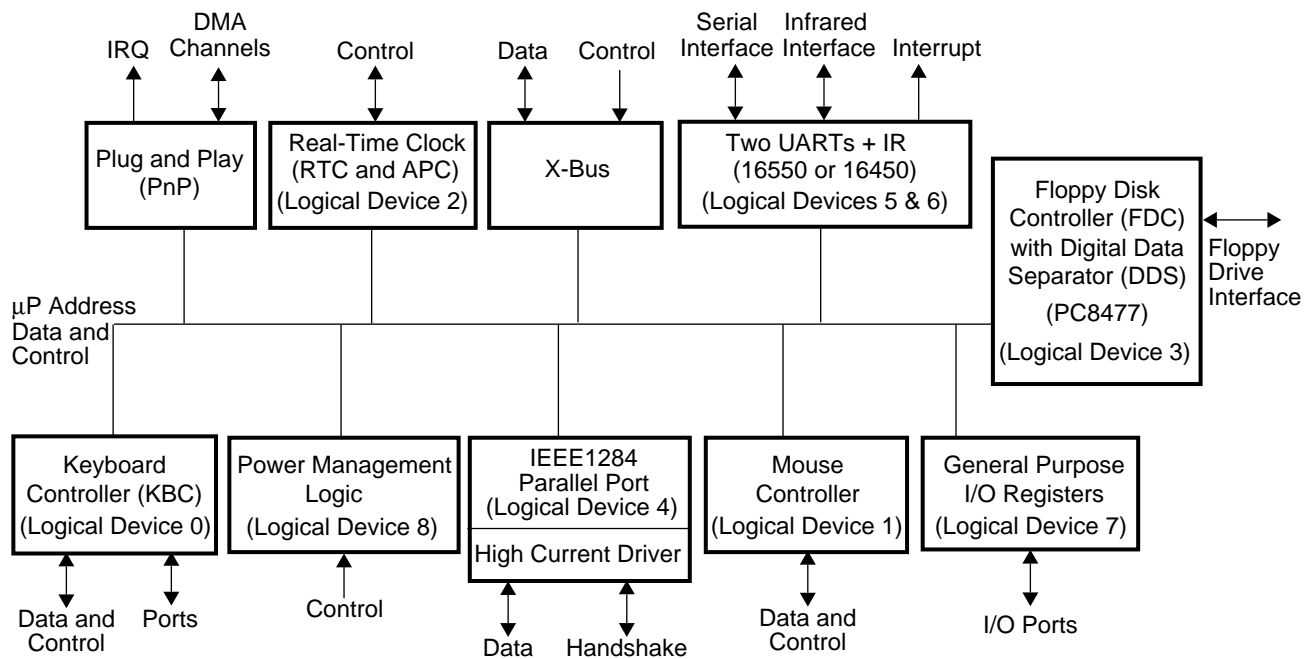 IRQ
DMA
Channels
Control
Data
Control
Serial
Interface
Infrared
Interface
Interrupt
Plug and Play
(PnP)
Real-Time Clock
(RTC and APC)
(Logical Device 2)
X-Bus
Two UARTs + IR
(16550 or 16450)
(Logical Devices 5 & 6)
Floppy Disk
Controller (FDC)
with Digital Data
Separator (DDS)
(PC8477)
(Logical Device 3)
Floppy
Drive
Interface
μP Address
Data and
Control
Keyboard
Controller (KBC)
(Logical Device 0)
Power Management
Logic
(Logical Device 8)
IEEE1284
Parallel Port
(Logical Device 4)
High Current Driver
Mouse
Controller
(Logical Device 1)
General Purpose
I/O Registers
(Logical Device 7)
Data and
Control
Ports
Control
Data
Handshake
Data and
Control
I/O Ports